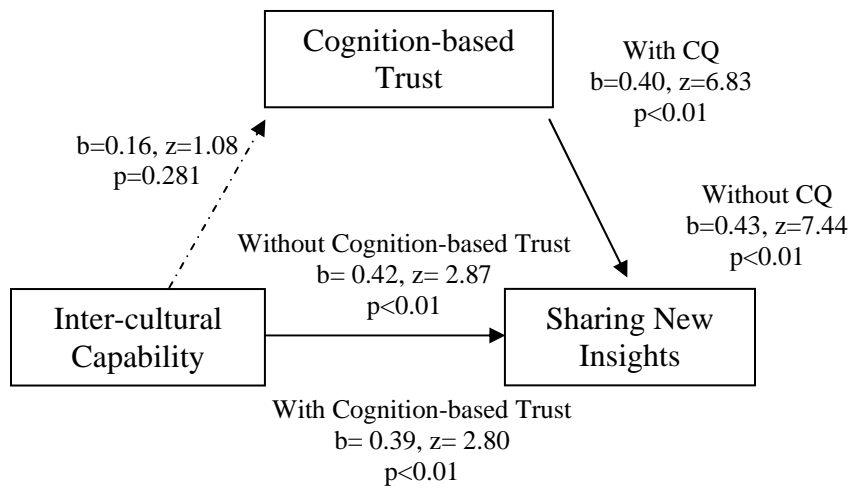 Cognition-based
Trust
With CQ
b=0.40, z=6.83
p<0.01
b=0.16, z=1.08
p=0.281
Without CQ
b=0.43, z=7.44
p<0.01
Without Cognition-based Trust
b= 0.42, z= 2.87
p<0.01
Inter-cultural
Capability
Sharing New
Insights
With Cognition-based Trust
b= 0.39, z= 2.80
p<0.01